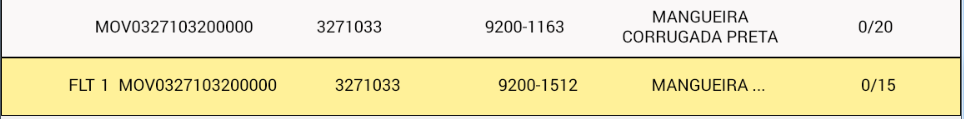 MOV0327103200000 3271033 9200-1163 MANGUEIRA CORRUGADA PRETA 0/20
FLT 1 MOV0327103200000 3271033 9200-1512 MANGUEIRA ... 0/15